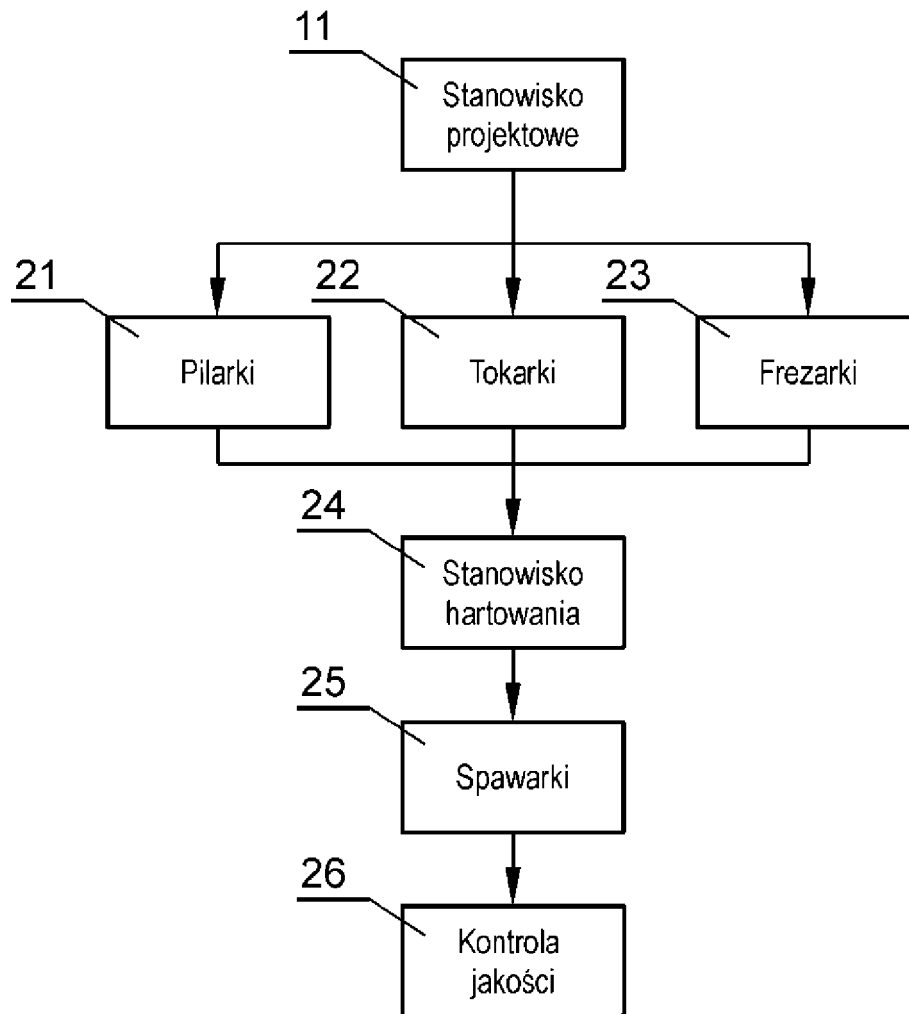 11
Stanowisko
projektowe
21
22
23
Pilarki
Tokarki
Frezarki
24
Stanowisko
hartowania
25
Spawarki
26
Kontrola
jakości